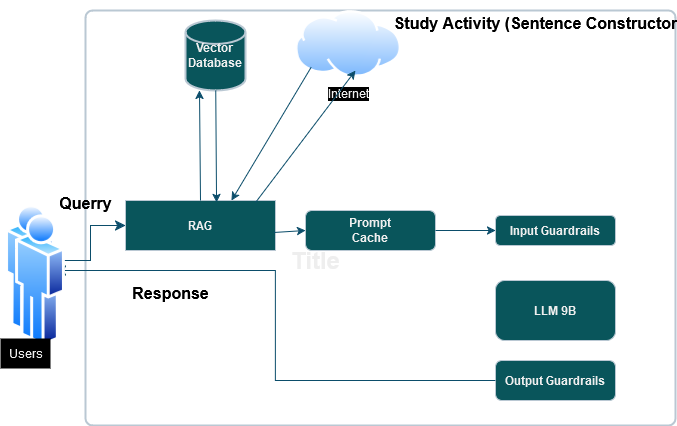 Study Activity (Sentence Constructor
Vector
Database
Internet
Querry
RAG
Prompt
Cache
Input Guardrails
Title
Response
LLM 9B
Users
Output Guardrails